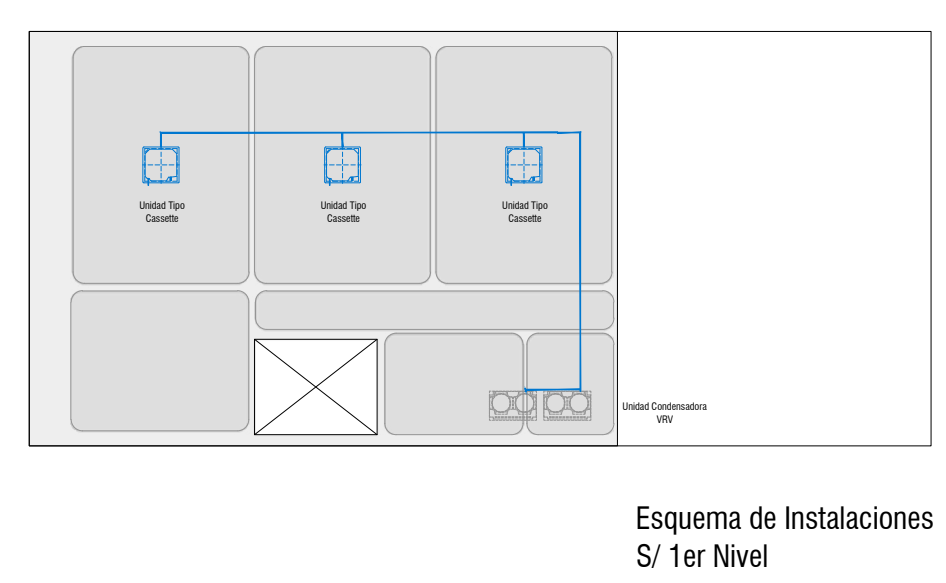 Unidad Tipo
Cassette
Unidad Tipo
Cassette
Unidad Tipo
Cassette
Unidad Condensadora
VRV
Esquema de Instalaciones
S/ 1er Nivel